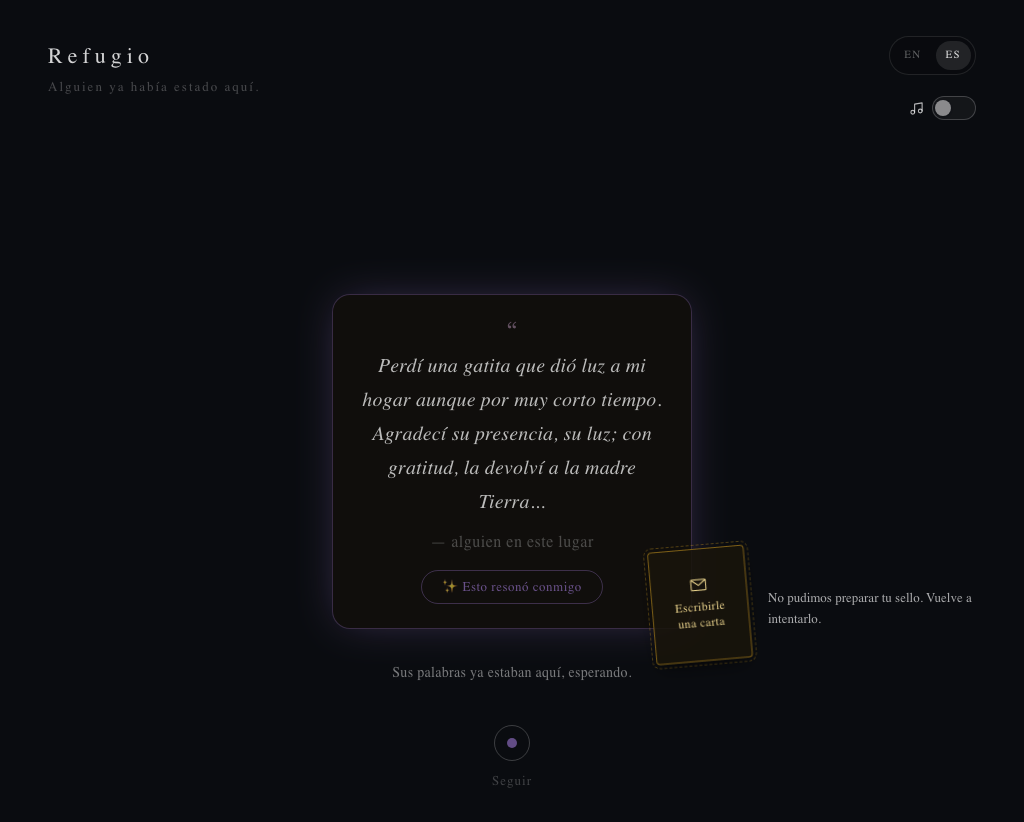 Refugio
Alguien ya había estado aquí.
EN
ES
“
Perdí una gatita que dió luz a mi
hogar aunque por muy corto tiempo.
Agradecí su presencia, su luz; con
gratitud, la devolví a la madre
Tierra...
— alguien en este lugar
✨ Esto resonó conmigo
Escribirle
una carta
No pudimos preparar tu sello. Vuelve a
intentarlo.
Sus palabras ya estaban aquí, esperando.
Seguir